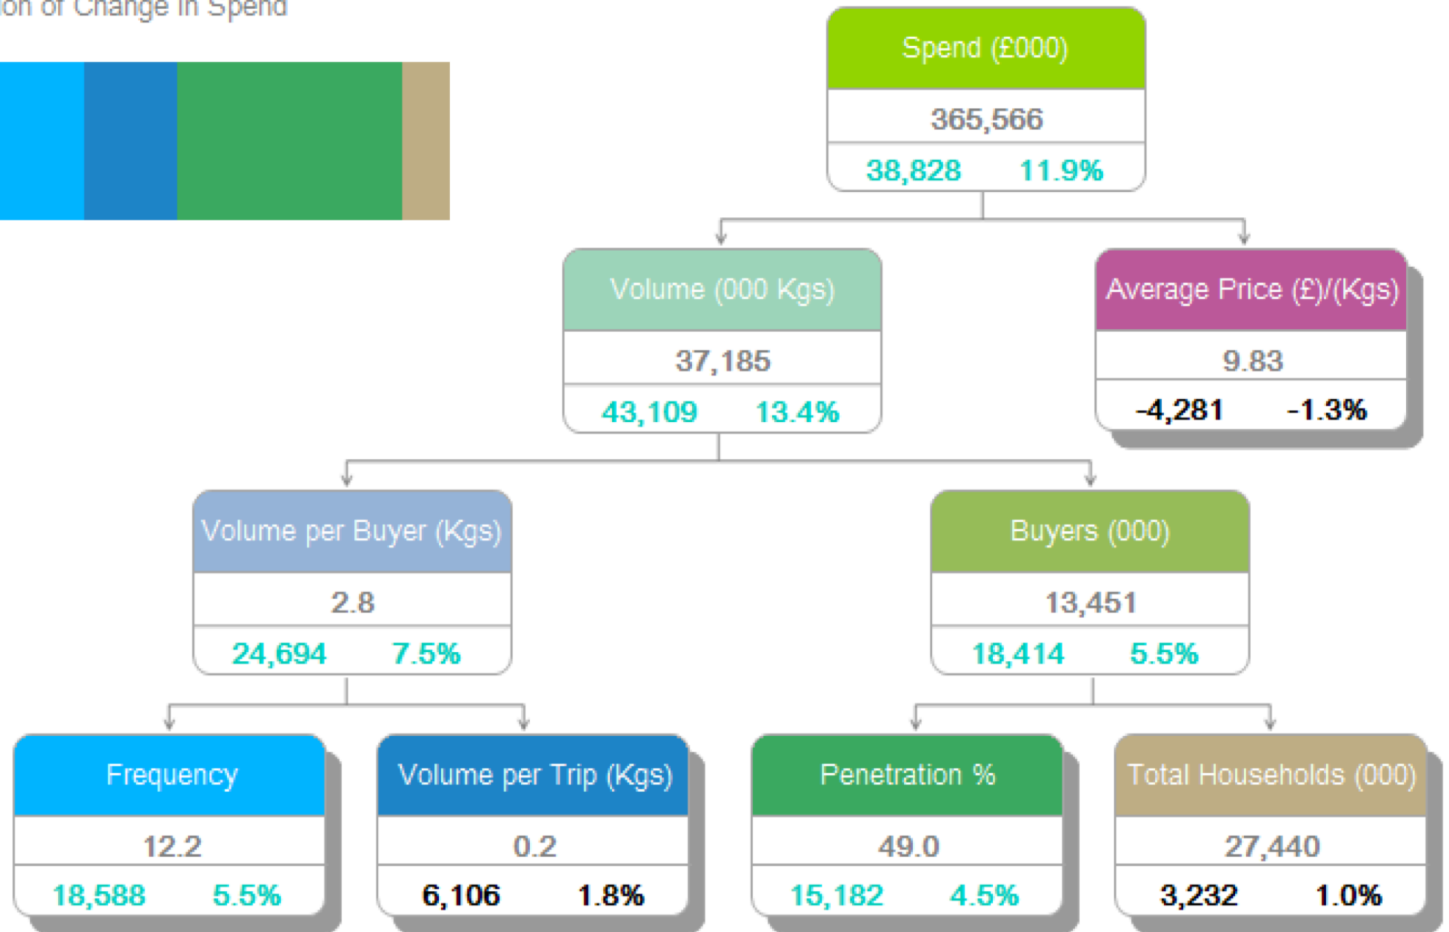 of Change in Spend
Spend (£000)
365,566
38,828 11.9%
Volume (000 Kgs)
37,185
43,109 13.4%
Average Price (£)/(Kgs)
9.83
-4,281 -1.3%
Volume per Buyer (Kgs)
2.8
24,694 7.5%
Buyers (000)
13,451
18,414 5.5%
Frequency
12.2
18,588 5.5%
Volume per Trip (Kgs)
0.2
6,106 1.8%
Penetration %
49.0
15,182 4.5%
Total Households (000)
27,440
3,232 1.0%